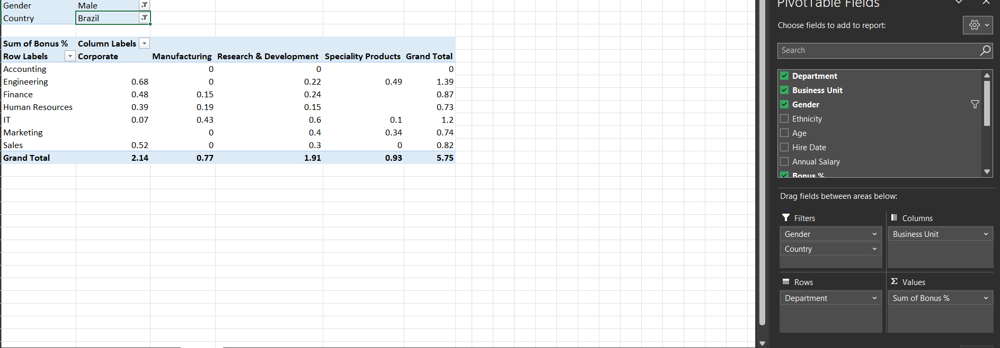 Gender Male
Country Brazil
Sum of Bonus % Column Labels
Row Labels Corporate Manufacturing Research & Development Speciality Products Grand Total
Accounting 0 0 0
Engineering 0.68 0 0.22 0.49 1.39
Finance 0.48 0.15 0.24 0.87
Human Resources 0.39 0.19 0.15 0.73
IT 0.07 0.43 0.6 0.1 1.2
Marketing 0 0.4 0.34 0.74
Sales 0.52 0 0.3 0 0.82
Grand Total 2.14 0.77 1.91 0.93 5.75
PivotTable Fields
Choose fields to add to report:
Search
Department
Business Unit
Gender
Ethnicity
Age
Hire Date
Annual Salary
Bonus %
Drag fields between areas below:
Filters
Gender
Country
Columns
Business Unit
Rows
Department
Σ Values
Sum of Bonus %